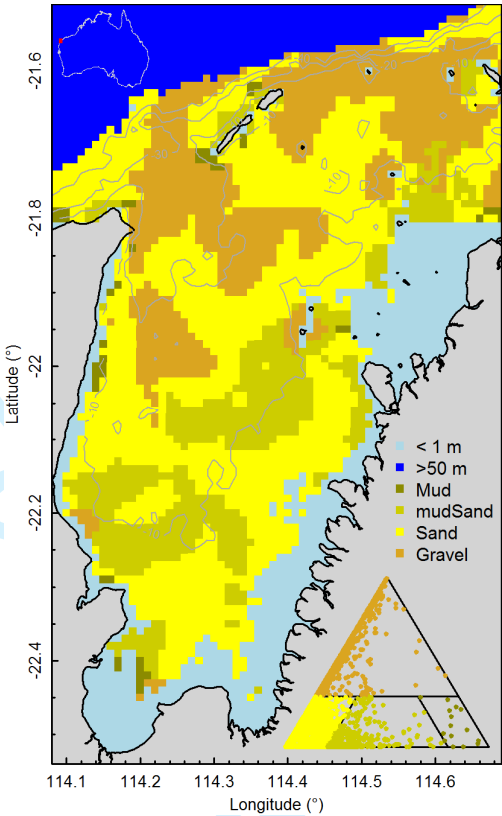 -21.6
-21.8
-22
-22.2
-22.4
Latitude (°)
-10
-10
-10
< 1 m
>50 m
Mud
mudSand
Sand
Gravel
114.1 114.2 114.3 114.4 114.5 114.6
Longitude (°)